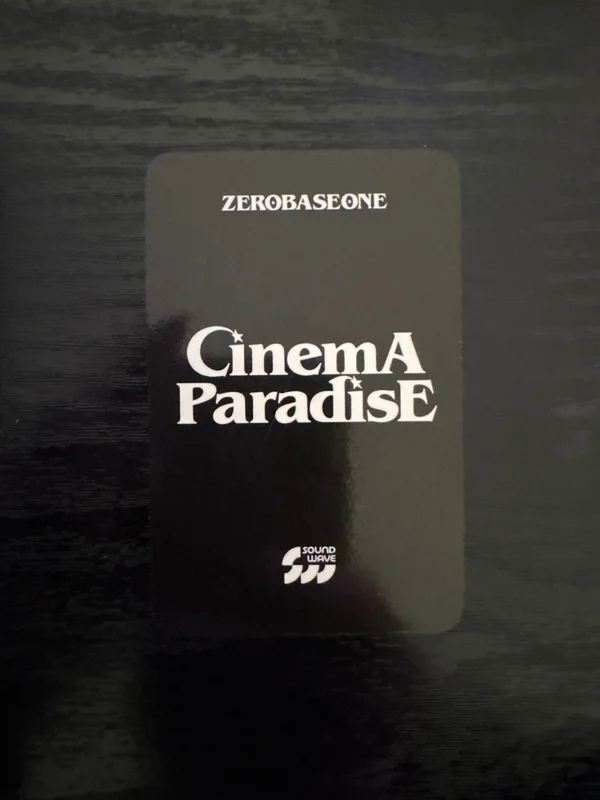 ZEROBASEONE
CinemA
ParadisE
SOUND
WAVE